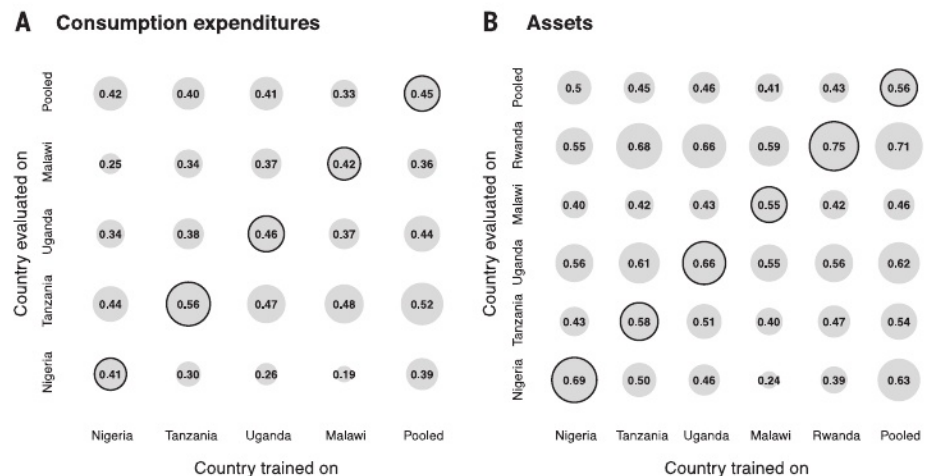 A Consumption expenditures
Country evaluated on
Pooled 0.42 0.40 0.41 0.33 0.45
Malawi 0.25 0.34 0.37 0.42 0.36
Uganda 0.34 0.38 0.46 0.37 0.44
Tanzania 0.44 0.56 0.47 0.48 0.52
Nigeria 0.41 0.30 0.26 0.19 0.39
Nigeria Tanzania Uganda Malawi Pooled
Country trained on
B Assets
Country evaluated on
Pooled 0.5 0.45 0.46 0.41 0.43 0.56
Rwanda 0.55 0.68 0.66 0.59 0.75 0.71
Malawi 0.40 0.42 0.43 0.55 0.42 0.46
Uganda 0.56 0.61 0.66 0.55 0.56 0.62
Tanzania 0.43 0.58 0.51 0.40 0.47 0.54
Nigeria 0.69 0.50 0.46 0.24 0.39 0.63
Nigeria Tanzania Uganda Malawi Rwanda Pooled
Country trained on